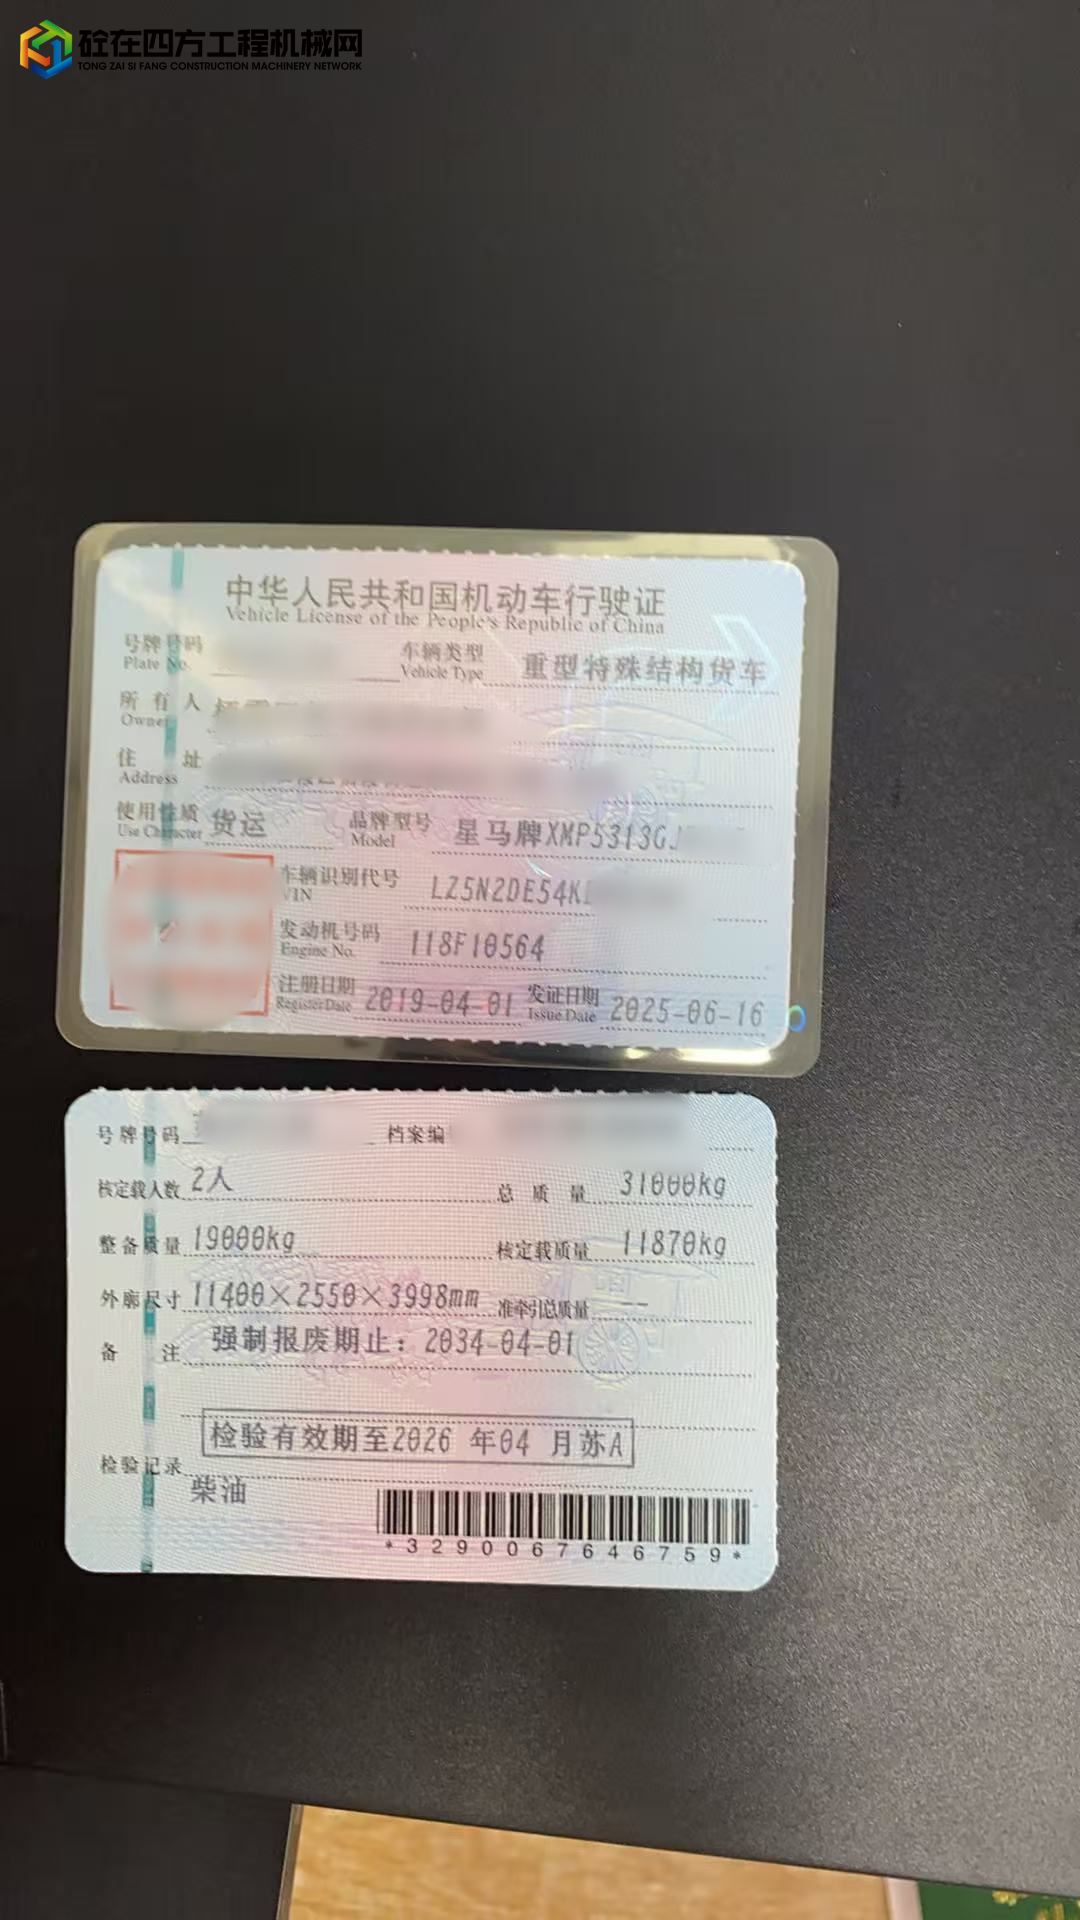 砼在四方工程机械网
TONG ZAI SI FANG CONSTRUCTION MACHINERY NETWORK
中华人民共和国机动车行驶证
Vehicle License of the People's Republic of China
号牌号码 车辆类型 重型特殊结构货车
Plate No. Vehicle Type
所有人
Owner
住址
Address
使用性质 货运 品牌型号 星马牌XMP5313GJ
Use Character Model
车辆识别代号 LZ5N2DE54K
VIN
发动机号码 118F10564
Engine No.
注册日期 2019-04-01 发证日期 2025-06-16
Register Date Issue Date
号牌号码 档案编
核定载人数 2人 总质量 31000kg
整备质量 19000kg 核定载质量 11870kg
外廓尺寸 11400×2550×3998mm 准牵引总质量 --
备注 强制报废期止：2034-04-01
检验有效期至2026 年04 月苏A
检验记录
柴油
*3290067646759*